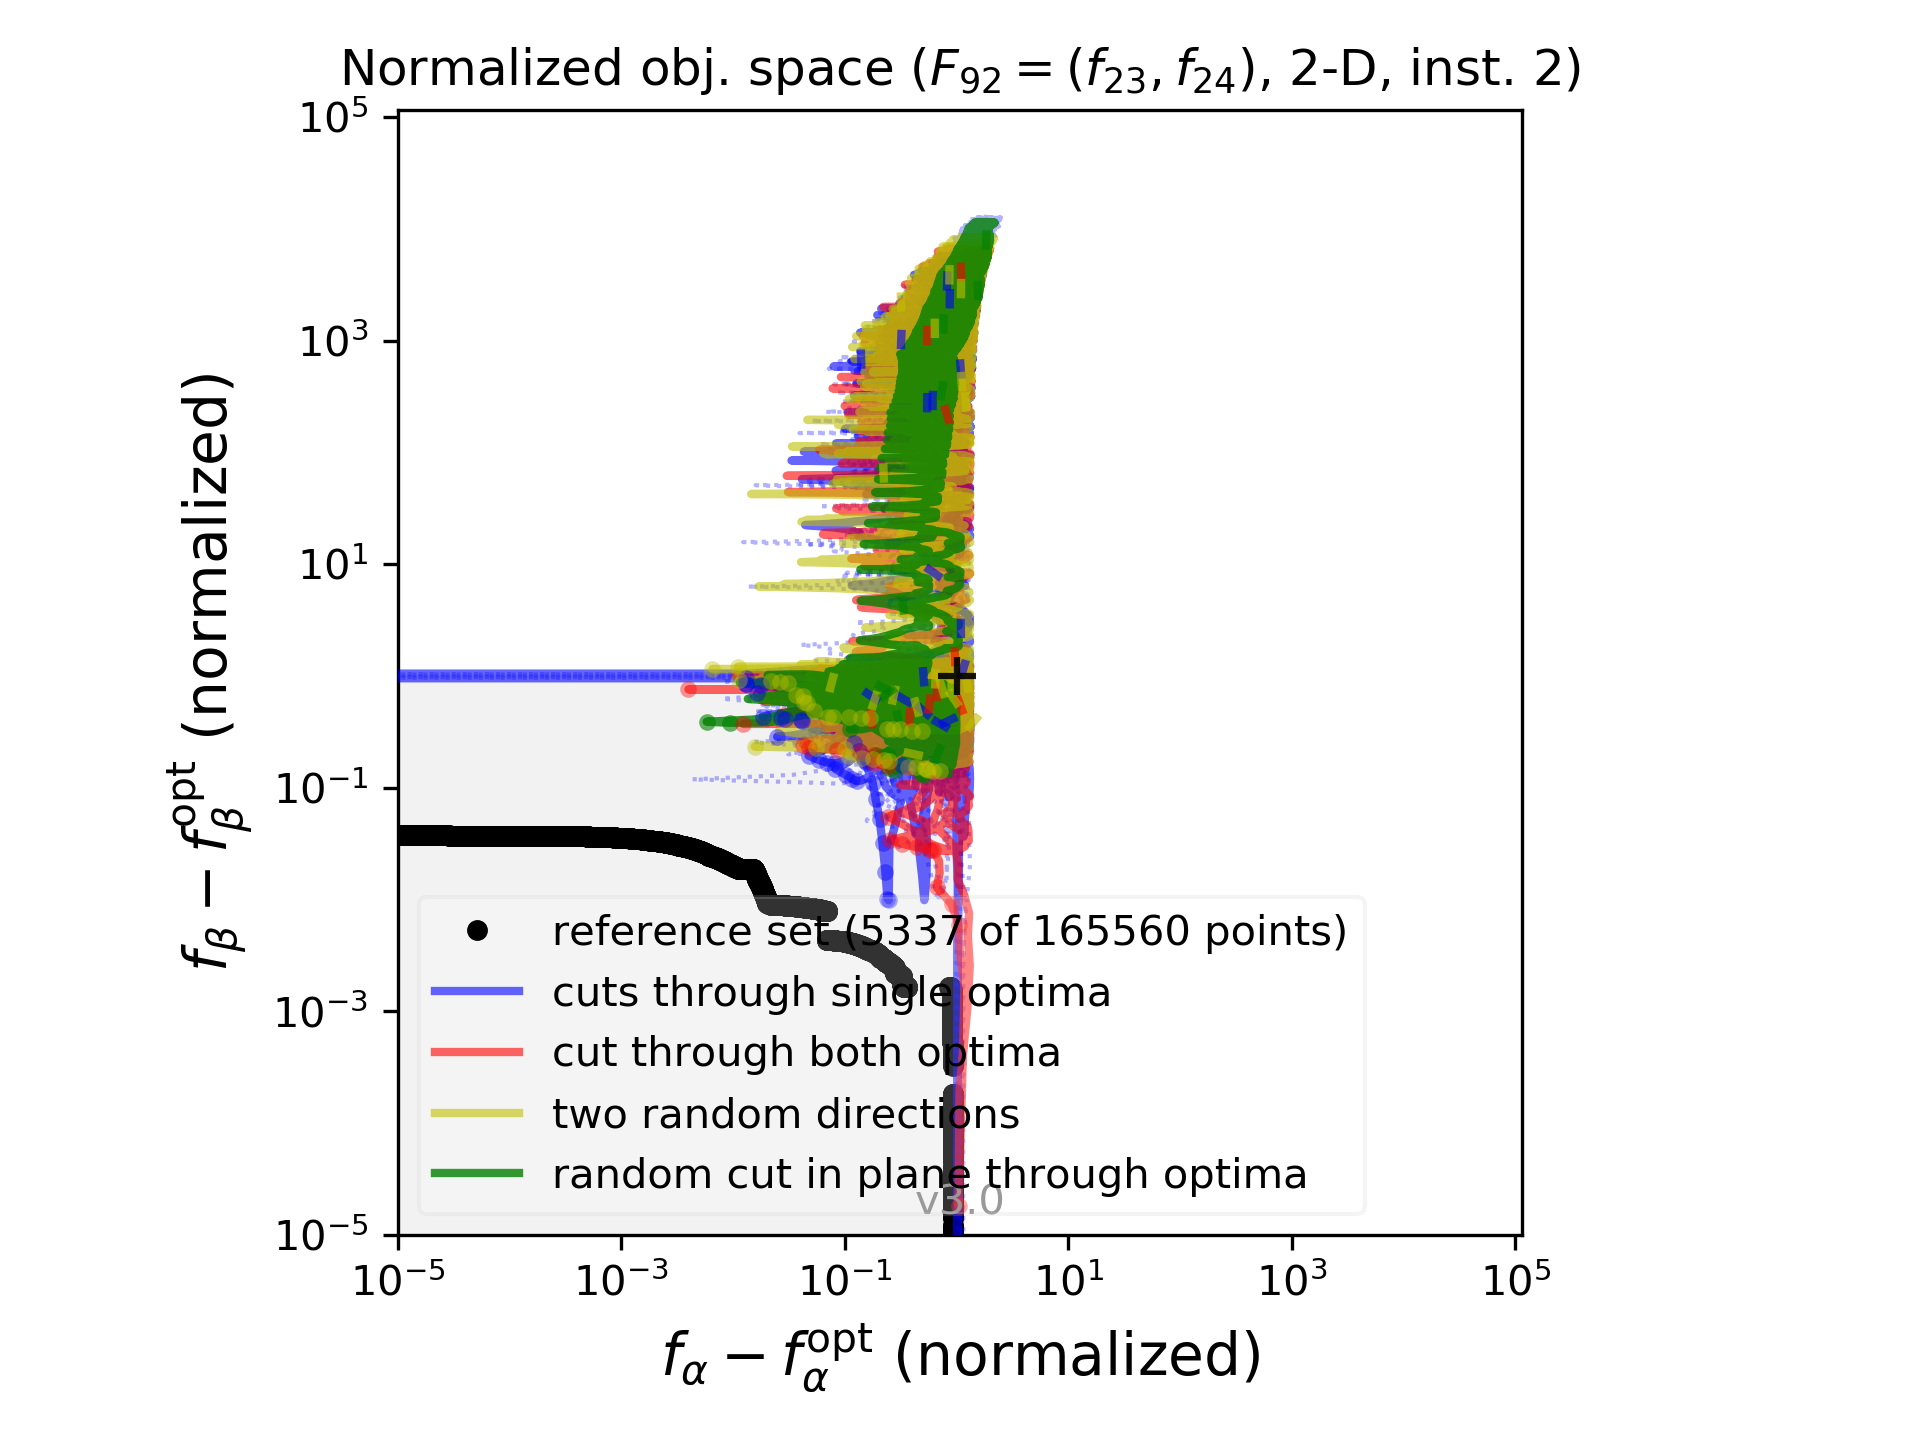 Normalized obj. space (F₉₂ = (f₂₃, f₂₄), 2-D, inst. 2)
10⁵
10³
10¹
10⁻¹
10⁻³
10⁻⁵
f_β − f_β^opt (normalized)
reference set (5337 of 165560 points)
cuts through single optima
cut through both optima
two random directions
random cut in plane through optima
v3.0
10⁻⁵ 10⁻³ 10⁻¹ 10¹ 10³ 10⁵
f_α − f_α^opt (normalized)